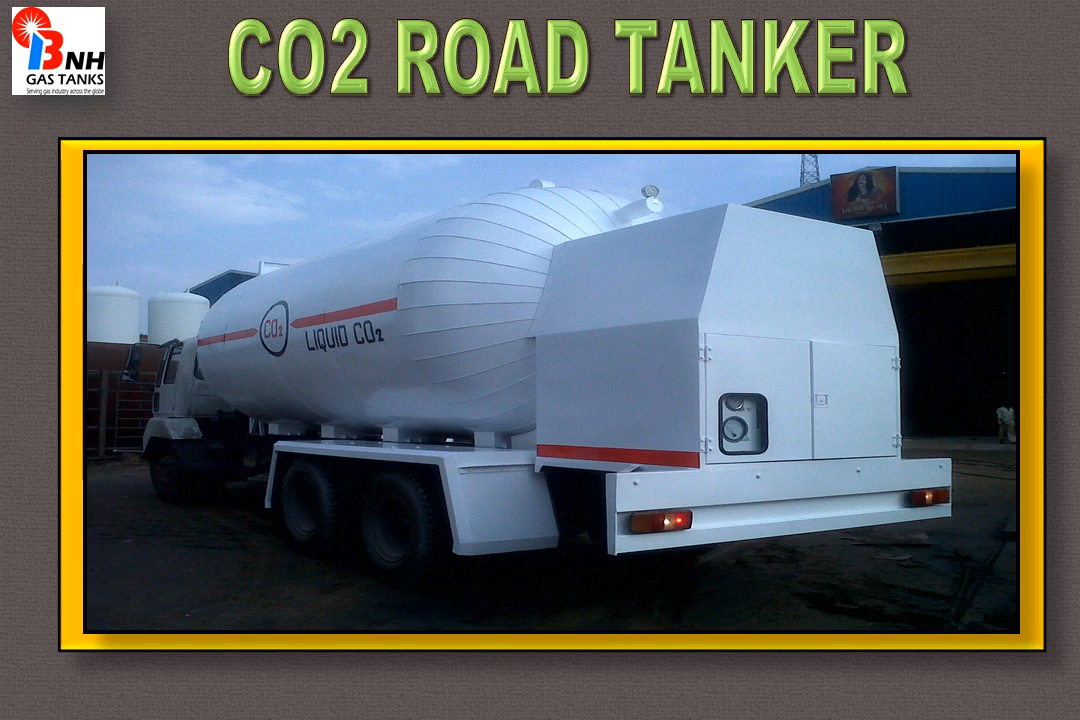 BNH
GAS TANKS
Serving gas industry across the globe
CO2 ROAD TANKER
CO2
LIQUID CO2